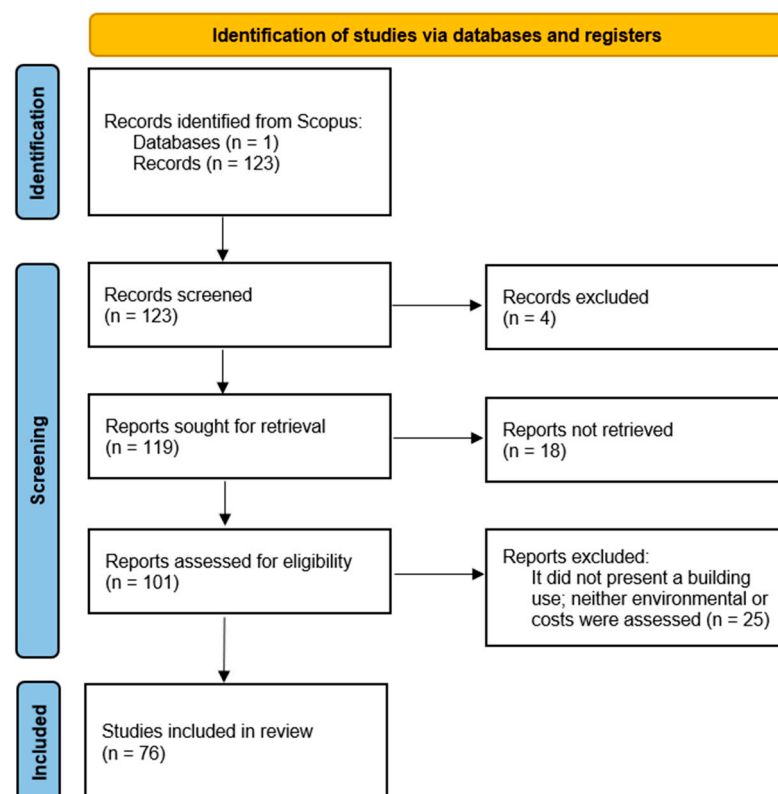 Identification of studies via databases and registers
Identification
Records identified from Scopus:
Databases (n = 1)
Records (n = 123)
Screening
Records screened
(n = 123)
Records excluded
(n = 4)
Reports sought for retrieval
(n = 119)
Reports not retrieved
(n = 18)
Reports assessed for eligibility
(n = 101)
Reports excluded:
It did not present a building
use; neither environmental or
costs were assessed (n = 25)
Included
Studies included in review
(n = 76)